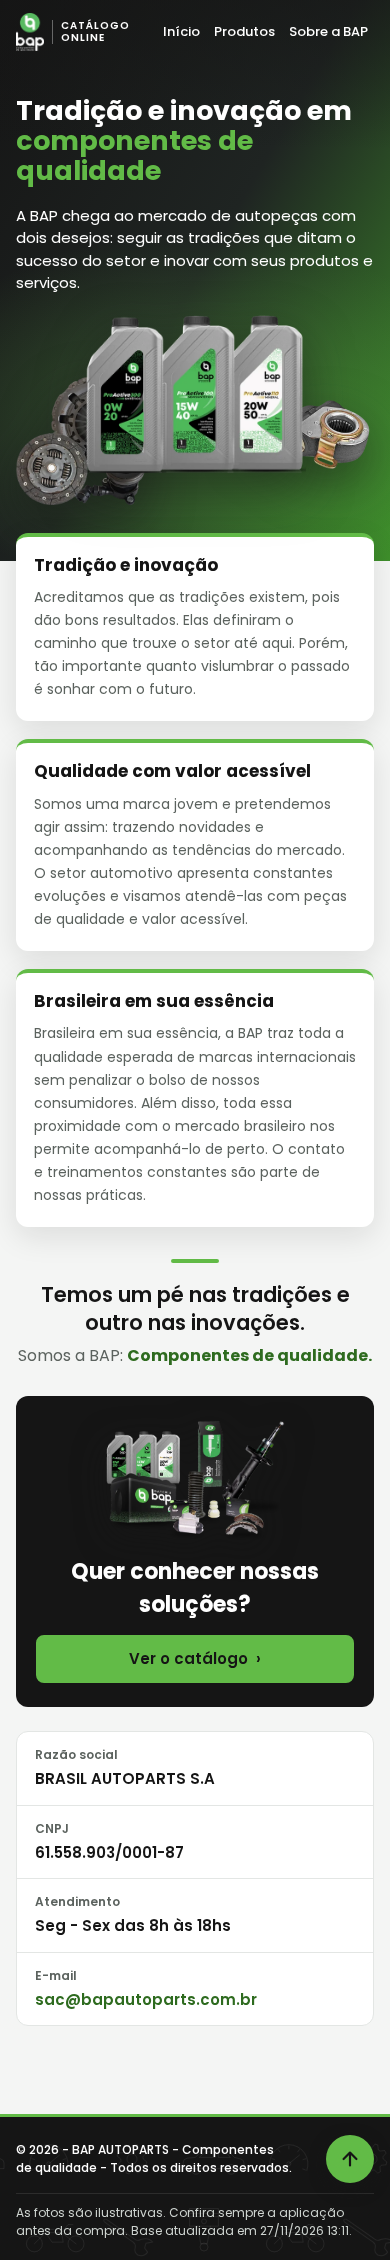 bap
CATÁLOGO
ONLINE
Início Produtos Sobre a BAP
Tradição e inovação em
componentes de
qualidade
A BAP chega ao mercado de autopeças com
dois desejos: seguir as tradições que ditam o
sucesso do setor e inovar com seus produtos e
serviços.
bap bap bap
0W
20
15W
40
20W
50
Tradição e inovação
Acreditamos que as tradições existem, pois
dão bons resultados. Elas definiram o
caminho que trouxe o setor até aqui. Porém,
tão importante quanto vislumbrar o passado
é sonhar com o futuro.
Qualidade com valor acessível
Somos uma marca jovem e pretendemos
agir assim: trazendo novidades e
acompanhando as tendências do mercado.
O setor automotivo apresenta constantes
evoluções e visamos atendê-las com peças
de qualidade e valor acessível.
Brasileira em sua essência
Brasileira em sua essência, a BAP traz toda a
qualidade esperada de marcas internacionais
sem penalizar o bolso de nossos
consumidores. Além disso, toda essa
proximidade com o mercado brasileiro nos
permite acompanhá-lo de perto. O contato
e treinamentos constantes são parte de
nossas práticas.
Temos um pé nas tradições e
outro nas inovações.
Somos a BAP: Componentes de qualidade.
bap
Quer conhecer nossas
soluções?
Ver o catálogo ›
Razão social
BRASIL AUTOPARTS S.A
CNPJ
61.558.903/0001-87
Atendimento
Seg - Sex das 8h às 18hs
E-mail
sac@bapautoparts.com.br
© 2026 - BAP AUTOPARTS - Componentes
de qualidade - Todos os direitos reservados.
As fotos são ilustrativas. Confira sempre a aplicação
antes da compra. Base atualizada em 27/11/2026 13:11.